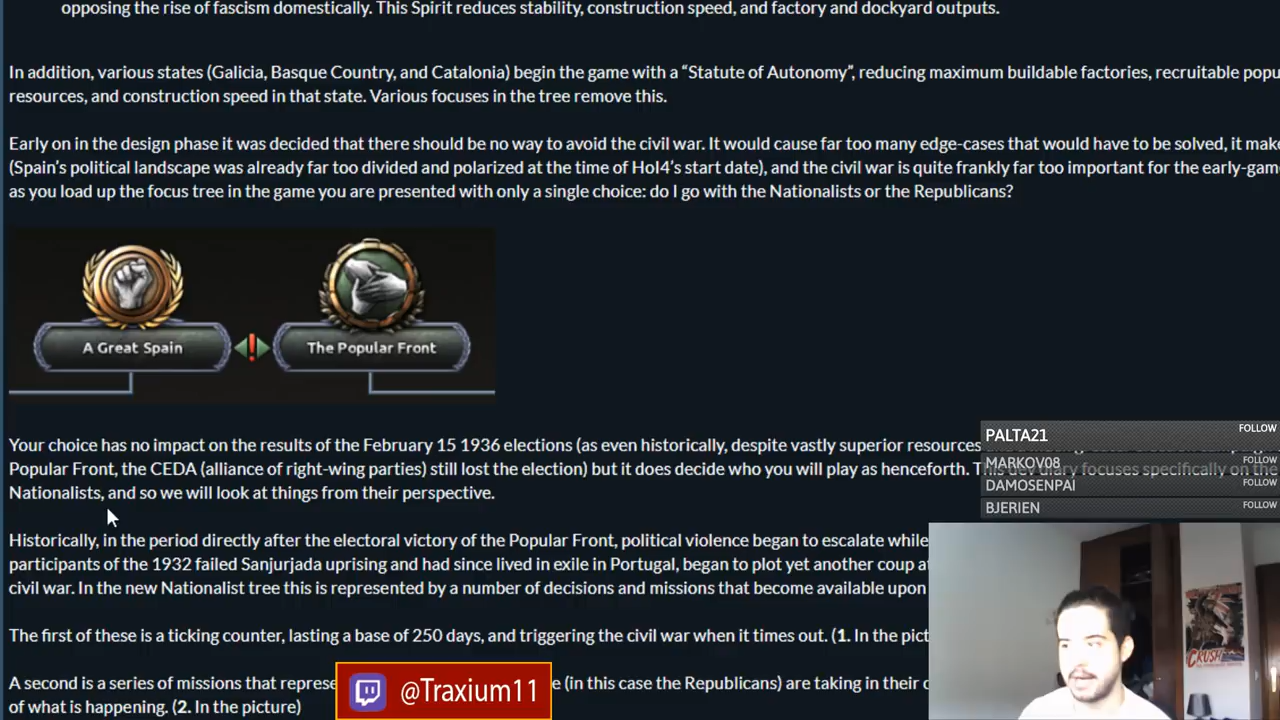 opposing the rise of fascism domestically. This Spirit reduces stability, construction speed, and factory and dockyard outputs.
In addition, various states (Galicia, Basque Country, and Catalonia) begin the game with a “Statute of Autonomy”, reducing maximum buildable factories, recruitable popu
resources, and construction speed in that state. Various focuses in the tree remove this.
Early on in the design phase it was decided that there should be no way to avoid the civil war. It would cause far too many edge-cases that would have to be solved, it make
(Spain’s political landscape was already far too divided and polarized at the time of HoI4’s start date), and the civil war is quite frankly far too important for the early-gam
as you load up the focus tree in the game you are presented with only a single choice: do I go with the Nationalists or the Republicans?
A Great Spain
The Popular Front
Your choice has no impact on the results of the February 15 1936 elections (as even historically, despite vastly superior resources
Popular Front, the CEDA (alliance of right-wing parties) still lost the election) but it does decide who you will play as henceforth. This dev diary focuses specifically on the
Nationalists, and so we will look at things from their perspective.
PALTA21 FOLLOW
MARKOV08 FOLLOW
DAMOSENPAI FOLLOW
BJERIEN FOLLOW
Historically, in the period directly after the electoral victory of the Popular Front, political violence began to escalate while
participants of the 1932 failed Sanjurjada uprising and had since lived in exile in Portugal, began to plot yet another coup at
civil war. In the new Nationalist tree this is represented by a number of decisions and missions that become available upon
The first of these is a ticking counter, lasting a base of 250 days, and triggering the civil war when it times out. (1. In the pict
A second is a series of missions that represe
(in this case the Republicans) are taking in their
of what is happening. (2. In the picture)
@Traxium11
CRUSH